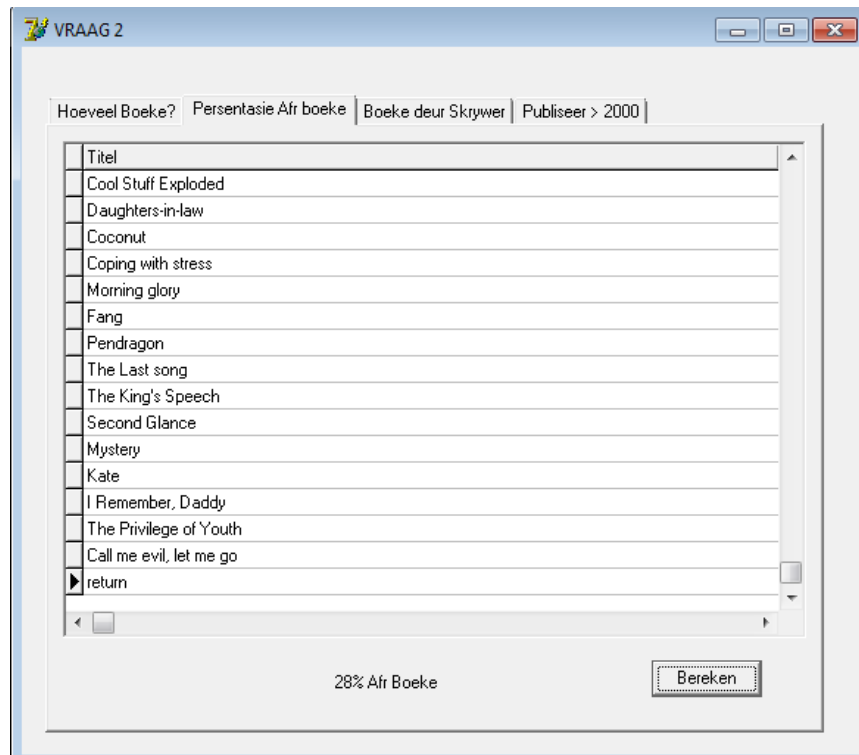 VRAAG 2
Hoeveel Boeke? Persentasie Afr boeke Boeke deur Skrywer Publiseer > 2000
Titel
Cool Stuff Exploded
Daughters-in-law
Coconut
Coping with stress
Morning glory
Fang
Pendragon
The Last song
The King's Speech
Second Glance
Mystery
Kate
I Remember, Daddy
The Privilege of Youth
Call me evil, let me go
return
28% Afr Boeke Bereken